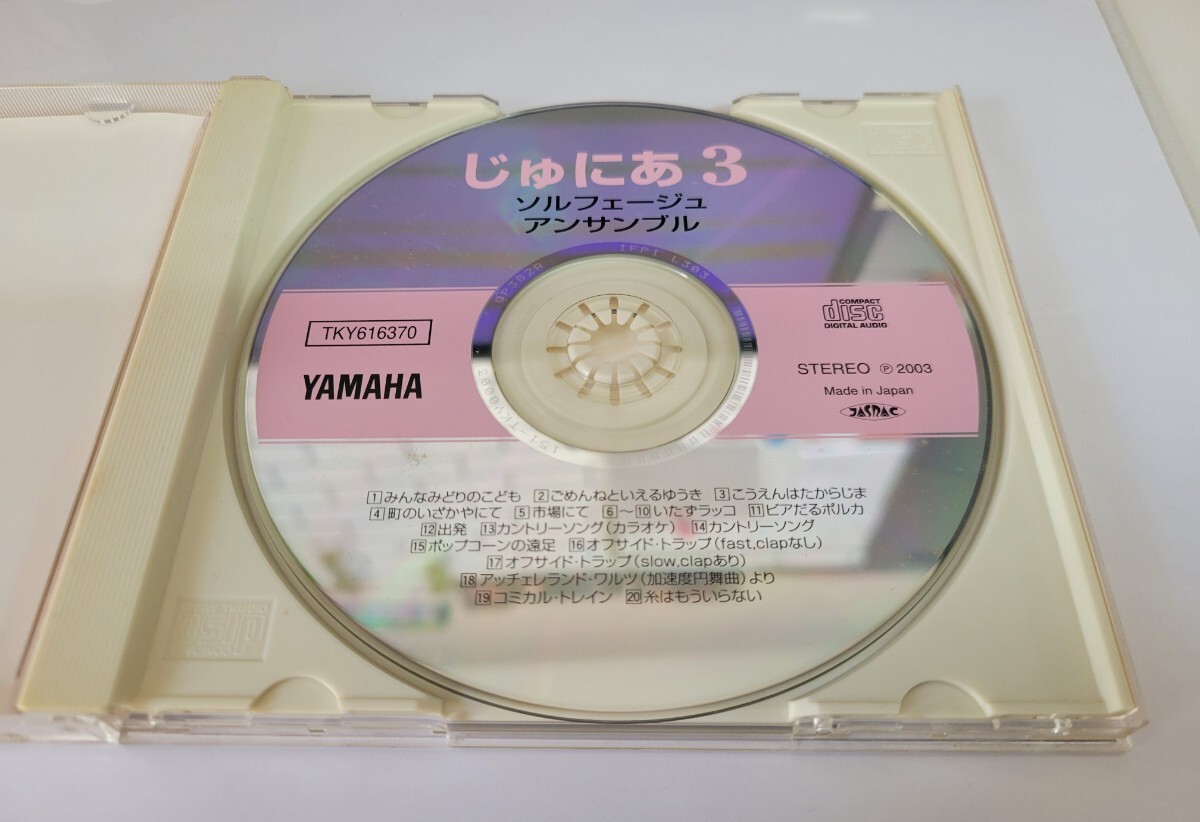 じゅにあ 3
ソルフェージュ
アンサンブル
IFPI L383
TKY616370
YAMAHA
COMPACT
disc
DIGITAL AUDIO
STEREO Ⓟ 2003
Made in Japan
JASRAC
151-TKY0003
1 みんなみどりのこども 2 ごめんねといえるゆうき 3 こうえんはたからじま
4 町のいざかやにて 5 市場にて 6～10 いたずラッコ 11 ビアだるポルカ
12 出発 13 カントリーソング(カラオケ) 14 カントリーソング
15 ポップコーンの遠足 16 オフサイド・トラップ(fast,clapなし)
17 オフサイド・トラップ(slow,clapあり)
18 アッチェレランド・ワルツ(加速度円舞曲)より
19 コミカル・トレイン 20 糸はもういらない